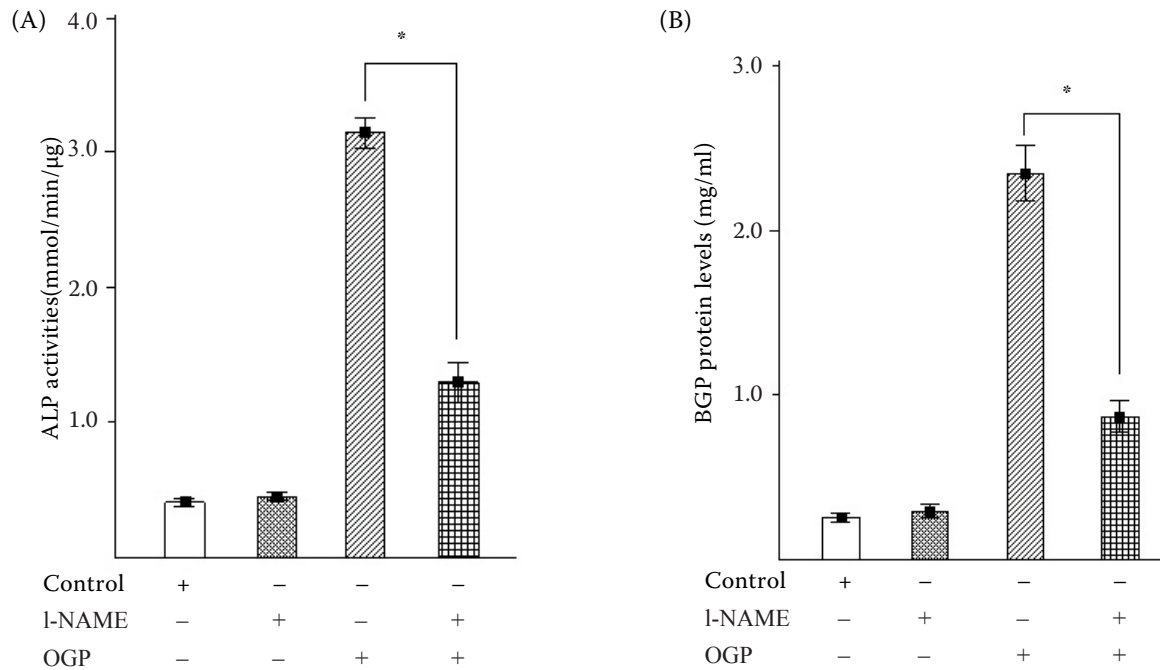 (A)
4.0
*
3.0
ALP activities(mmol/min/µg)
2.0
1.0
Control + – – –
l-NAME – + – +
OGP – – + +
(B)
3.0
*
2.0
BGP protein levels (mg/ml)
1.0
Control + – – –
l-NAME – + – +
OGP – – + +